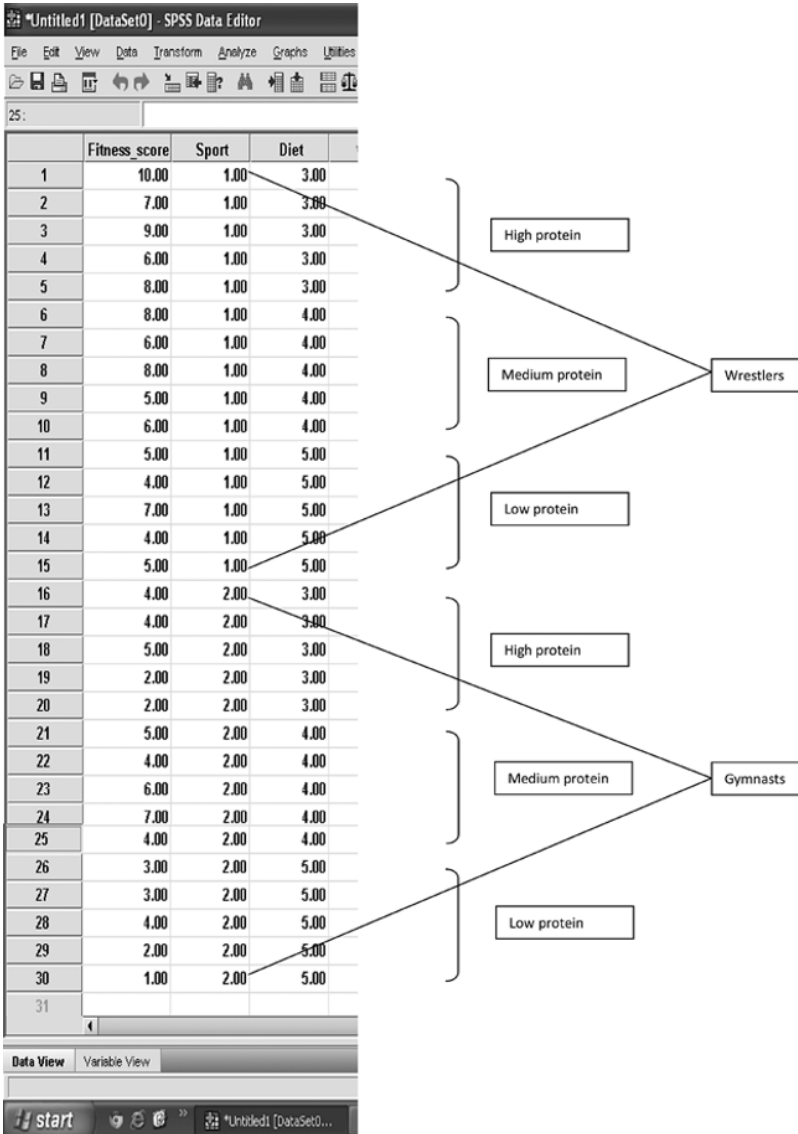 *Untitled1 [DataSet0] - SPSS Data Editor
File Edit View Data Transform Analyze Graphs Utilities
25 :
Fitness_score Sport Diet
1 10.00 1.00 3.00
2 7.00 1.00 3.00
3 9.00 1.00 3.00
High protein
4 6.00 1.00 3.00
5 8.00 1.00 3.00
6 8.00 1.00 4.00
7 6.00 1.00 4.00
8 8.00 1.00 4.00
Medium protein
Wrestlers
9 5.00 1.00 4.00
10 6.00 1.00 4.00
11 5.00 1.00 5.00
12 4.00 1.00 5.00
13 7.00 1.00 5.00
Low protein
14 4.00 1.00 5.00
15 5.00 1.00 5.00
16 4.00 2.00 3.00
17 4.00 2.00 3.00
18 5.00 2.00 3.00
High protein
19 2.00 2.00 3.00
20 2.00 2.00 3.00
21 5.00 2.00 4.00
22 4.00 2.00 4.00
23 6.00 2.00 4.00
Medium protein
Gymnasts
24 7.00 2.00 4.00
25 4.00 2.00 4.00
26 3.00 2.00 5.00
27 3.00 2.00 5.00
28 4.00 2.00 5.00
Low protein
29 2.00 2.00 5.00
30 1.00 2.00 5.00
31
Data View Variable View
start » *Untitled1 [DataSet0...